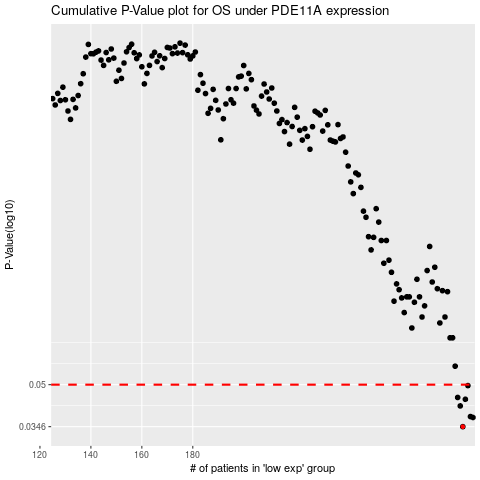 Cumulative P-Value plot for OS under PDE11A expression
P-Value(log10)
0.05
0.0346
120 140 160 180
# of patients in 'low exp' group